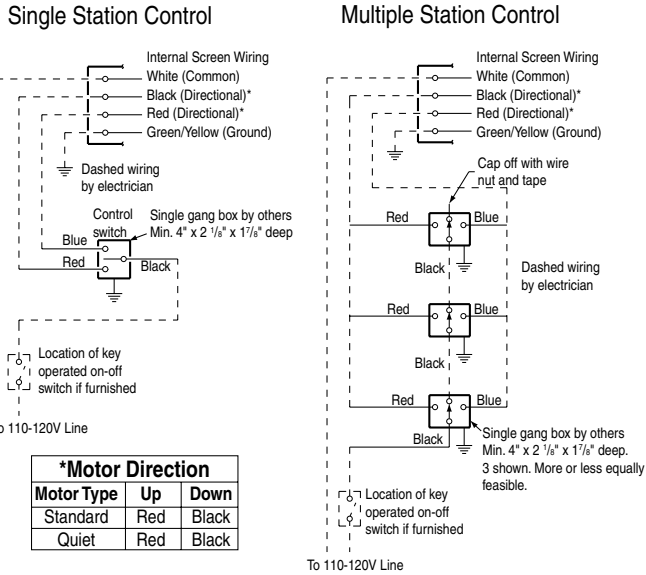 Single Station Control
Internal Screen Wiring
White (Common)
Black (Directional)*
Red (Directional)*
Green/Yellow (Ground)
Dashed wiring
by electrician
Control
switch
Single gang box by others
Min. 4" x 2 1/8" x 1 7/8" deep
Blue
Red
Black
Location of key
operated on-off
switch if furnished
110-120V Line
*Motor Direction
Motor Type Up Down
Standard Red Black
Quiet Red Black
Multiple Station Control
Internal Screen Wiring
White (Common)
Black (Directional)*
Red (Directional)*
Green/Yellow (Ground)
Cap off with wire
nut and tape
Red
Blue
Black
Dashed wiring
by electrician
Red
Blue
Black
Red
Blue
Black
Single gang box by others
Min. 4" x 2 1/8" x 1 7/8" deep.
3 shown. More or less equally
feasible.
Location of key
operated on-off
switch if furnished
To 110-120V Line